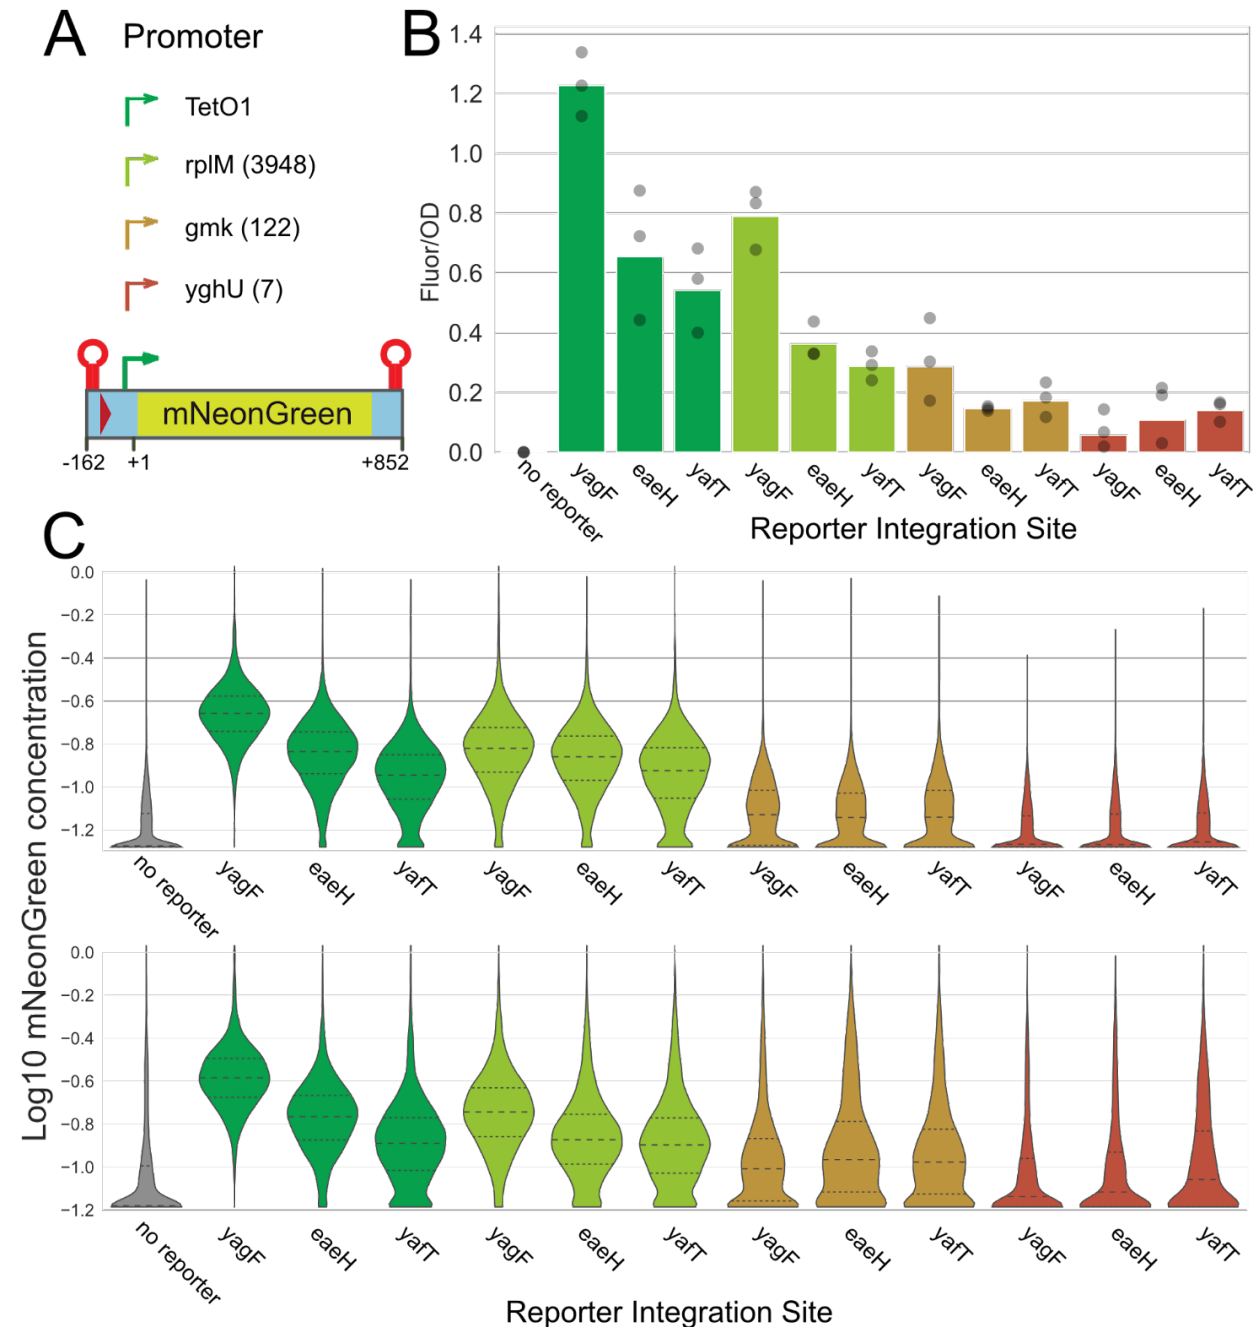 A
Promoter
TetO1
rplM (3948)
gmk (122)
yghU (7)
mNeonGreen
-162
+1
+852
B
1.4
1.2
1.0
0.8
0.6
0.4
0.2
0.0
Fluor/OD
no reporter
yagF
eaeH
yafT
yagF
eaeH
yafT
yagF
eaeH
yafT
yagF
eaeH
yafT
Reporter Integration Site
C
Log10 mNeonGreen concentration
0.0
−0.2
−0.4
−0.6
−0.8
−1.0
−1.2
no reporter
yagF
eaeH
yafT
yagF
eaeH
yafT
yagF
eaeH
yafT
yagF
eaeH
yafT
0.0
−0.2
−0.4
−0.6
−0.8
−1.0
−1.2
no reporter
yagF
eaeH
yafT
yagF
eaeH
yafT
yagF
eaeH
yafT
yagF
eaeH
yafT
Reporter Integration Site